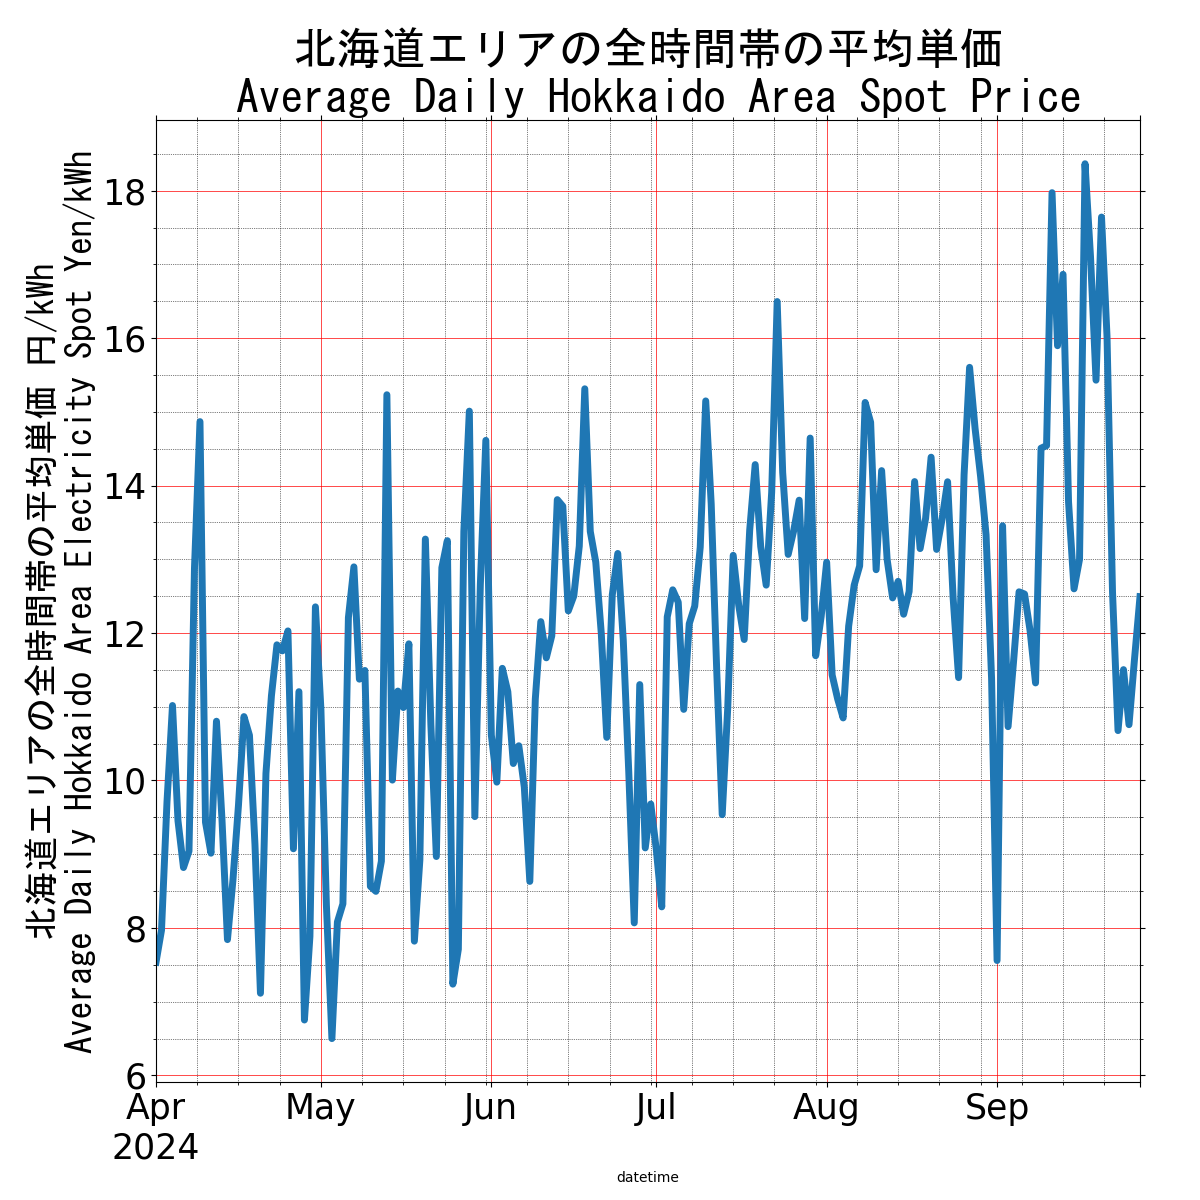 北海道エリアの全時間帯の平均単価
Average Daily Hokkaido Area Spot Price
北海道エリアの全時間帯の平均単価 円/kWh
Average Daily Hokkaido Area Electricity Spot Yen/kWh
18
16
14
12
10
8
6
Apr May Jun Jul Aug Sep
2024
datetime